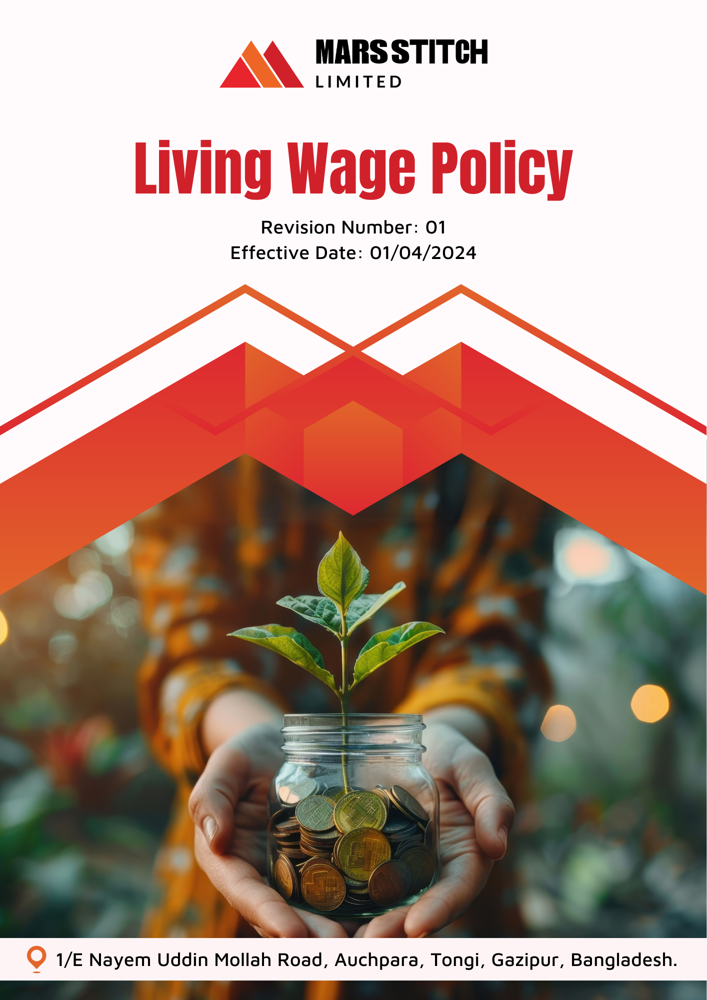 MARS STITCH
LIMITED
Living Wage Policy
Revision Number: 01
Effective Date: 01/04/2024
1/E Nayem Uddin Mollah Road, Auchpara, Tongi, Gazipur, Bangladesh.